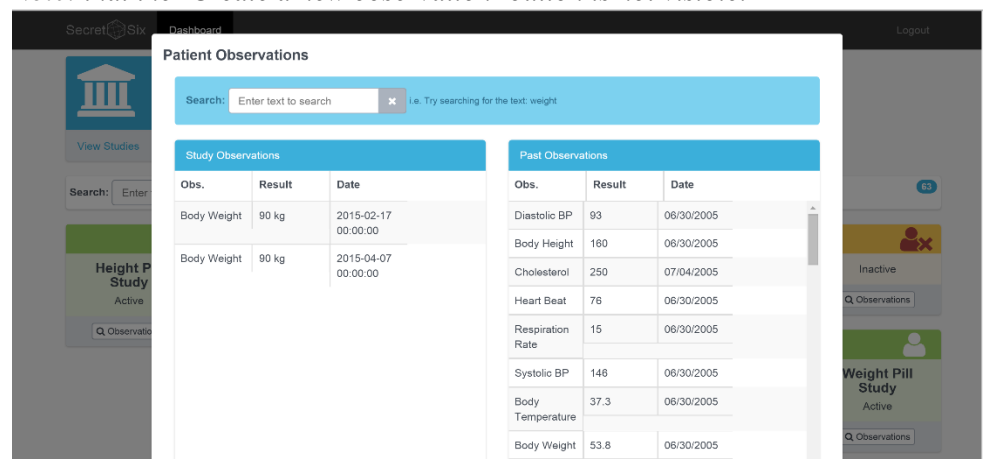 Secret Six Dashboard Logout
Patient Observations
Search: Enter text to search × i.e. Try searching for the text: weight
View Studies
Search: Enter
63
Study Observations
Obs. Result Date
Body Weight 90 kg 2015-02-17
00:00:00
Body Weight 90 kg 2015-04-07
00:00:00
Past Observations
Obs. Result Date
Diastolic BP 93 06/30/2005
Body Height 160 06/30/2005
Cholesterol 250 07/04/2005
Heart Beat 76 06/30/2005
Respiration 15 06/30/2005
Rate
Systolic BP 146 06/30/2005
Body 37.3 06/30/2005
Temperature
Body Weight 53.8 06/30/2005
Height P
Study
Active
Observatio
Inactive
Observations
Weight Pill
Study
Active
Observations